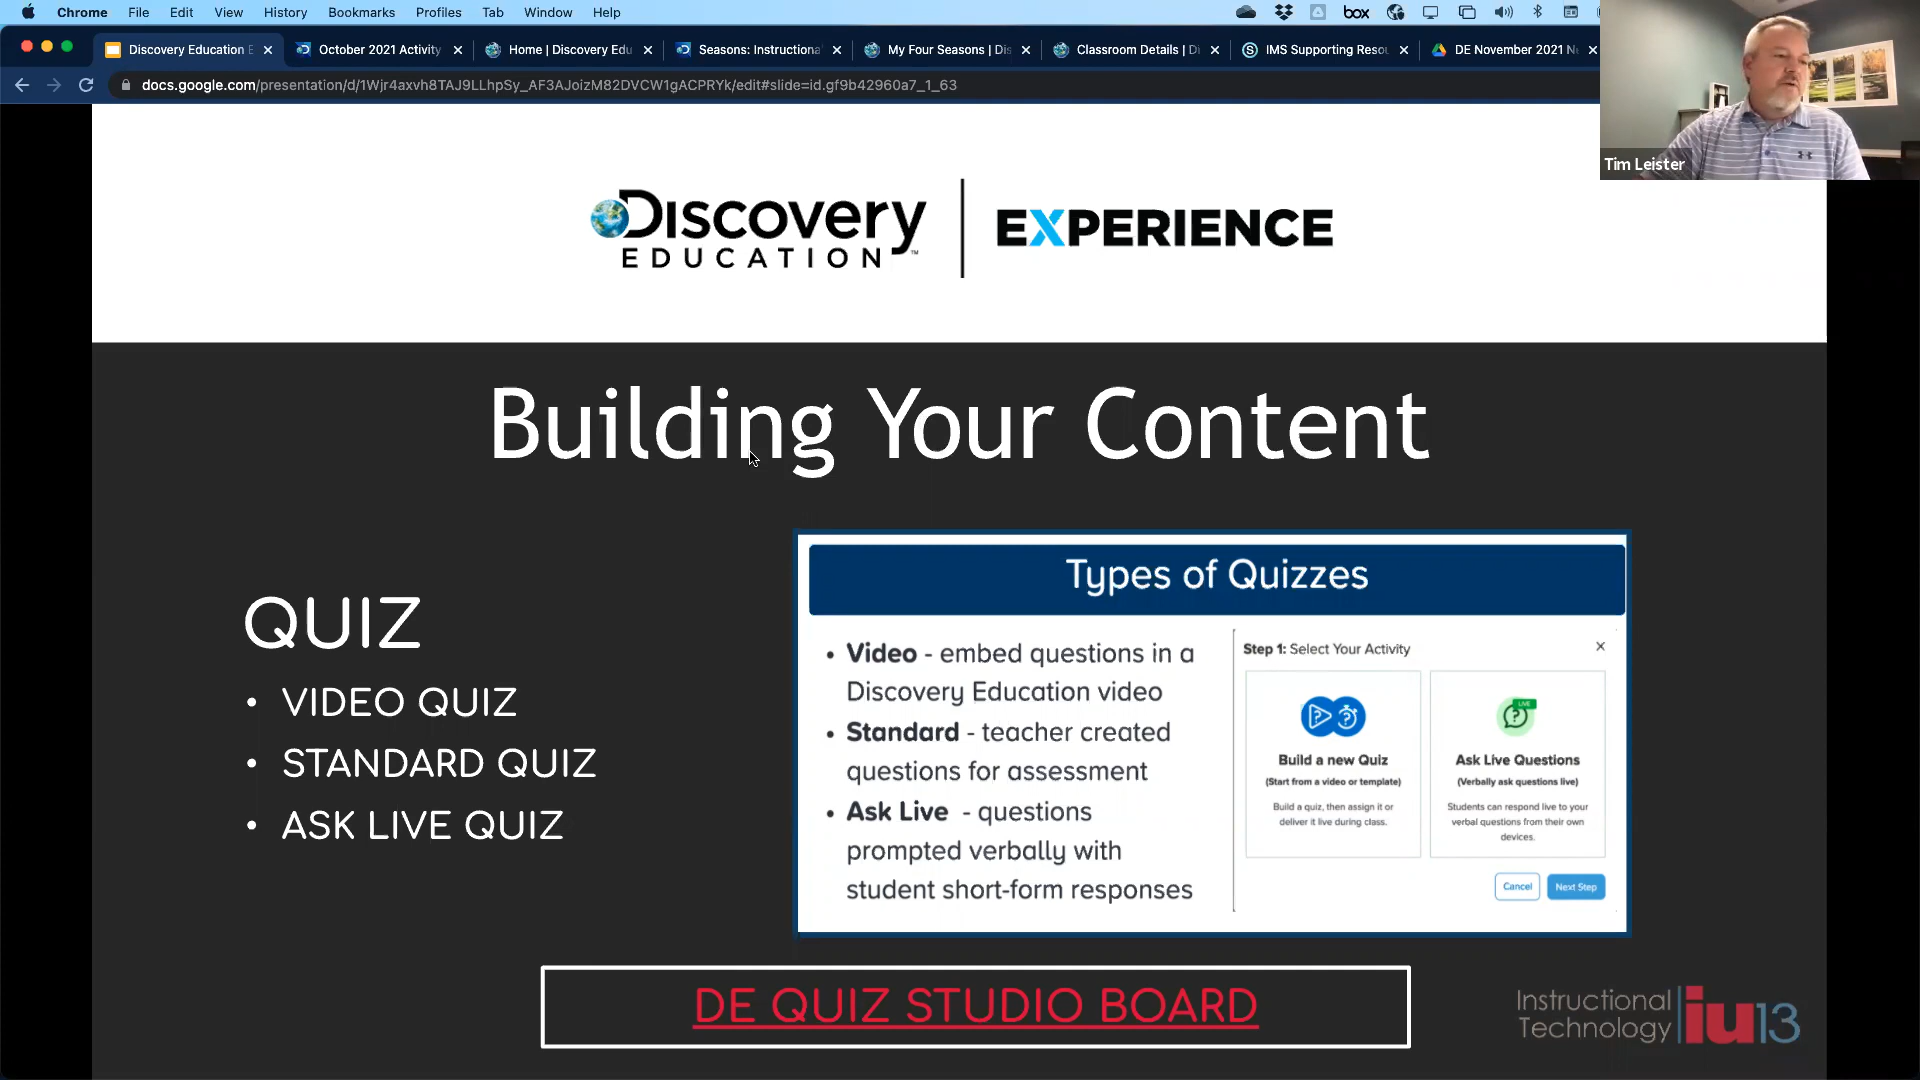 Chrome File Edit View History Bookmarks Profiles Tab Window Help
box
Discovery Education E
October 2021 Activity
Home | Discovery Edu
Seasons: Instructional
My Four Seasons | Dis
Classroom Details | Di
IMS Supporting Resou
DE November 2021 N
docs.google.com/presentation/d/1Wjr4axvh8TAJ9LLhpSy_AF3AJoizM82DVCW1gACPRYk/edit#slide=id.gf9b42960a7_1_63
Tim Leister
Discovery
EDUCATION™
EXPERIENCE
Building Your Content
QUIZ
• VIDEO QUIZ
• STANDARD QUIZ
• ASK LIVE QUIZ
Types of Quizzes
• Video - embed questions in a
Discovery Education video
• Standard - teacher created
questions for assessment
• Ask Live - questions
prompted verbally with
student short-form responses
Step 1: Select Your Activity
Build a new Quiz
(Start from a video or template)
Build a quiz, then assign it or
deliver it live during class.
LIVE
Ask Live Questions
(Verbally ask questions live)
Students can respond live to your
verbal questions from their own
devices.
Cancel
Next Step
DE QUIZ STUDIO BOARD
Instructional
Technology
iu13